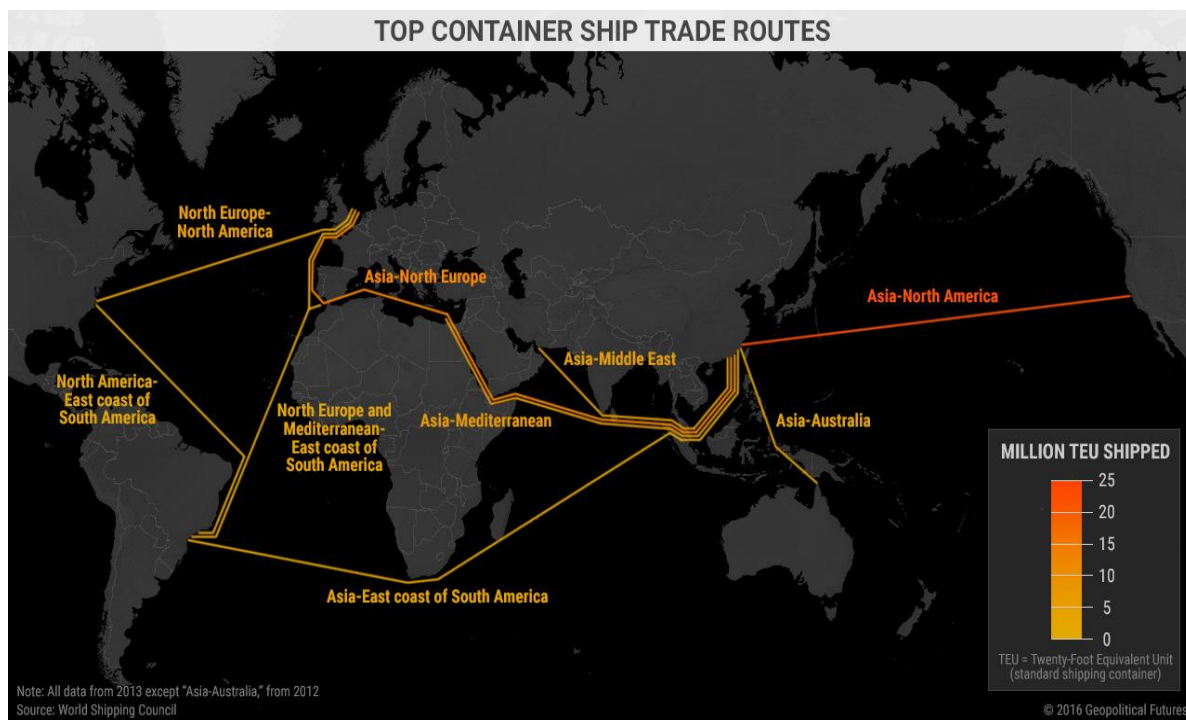 TOP CONTAINER SHIP TRADE ROUTES
North Europe-
North America
Asia-North Europe
Asia-North America
Asia-Middle East
North America-
East coast of
South America
North Europe and
Mediterranean-
East coast of
South America
Asia-Mediterranean
Asia-Australia
Asia-East coast of South America
MILLION TEU SHIPPED
25
20
15
10
5
0
TEU = Twenty-Foot Equivalent Unit
(standard shipping container)
Note: All data from 2013 except "Asia-Australia," from 2012
Source: World Shipping Council
© 2016 Geopolitical Futures